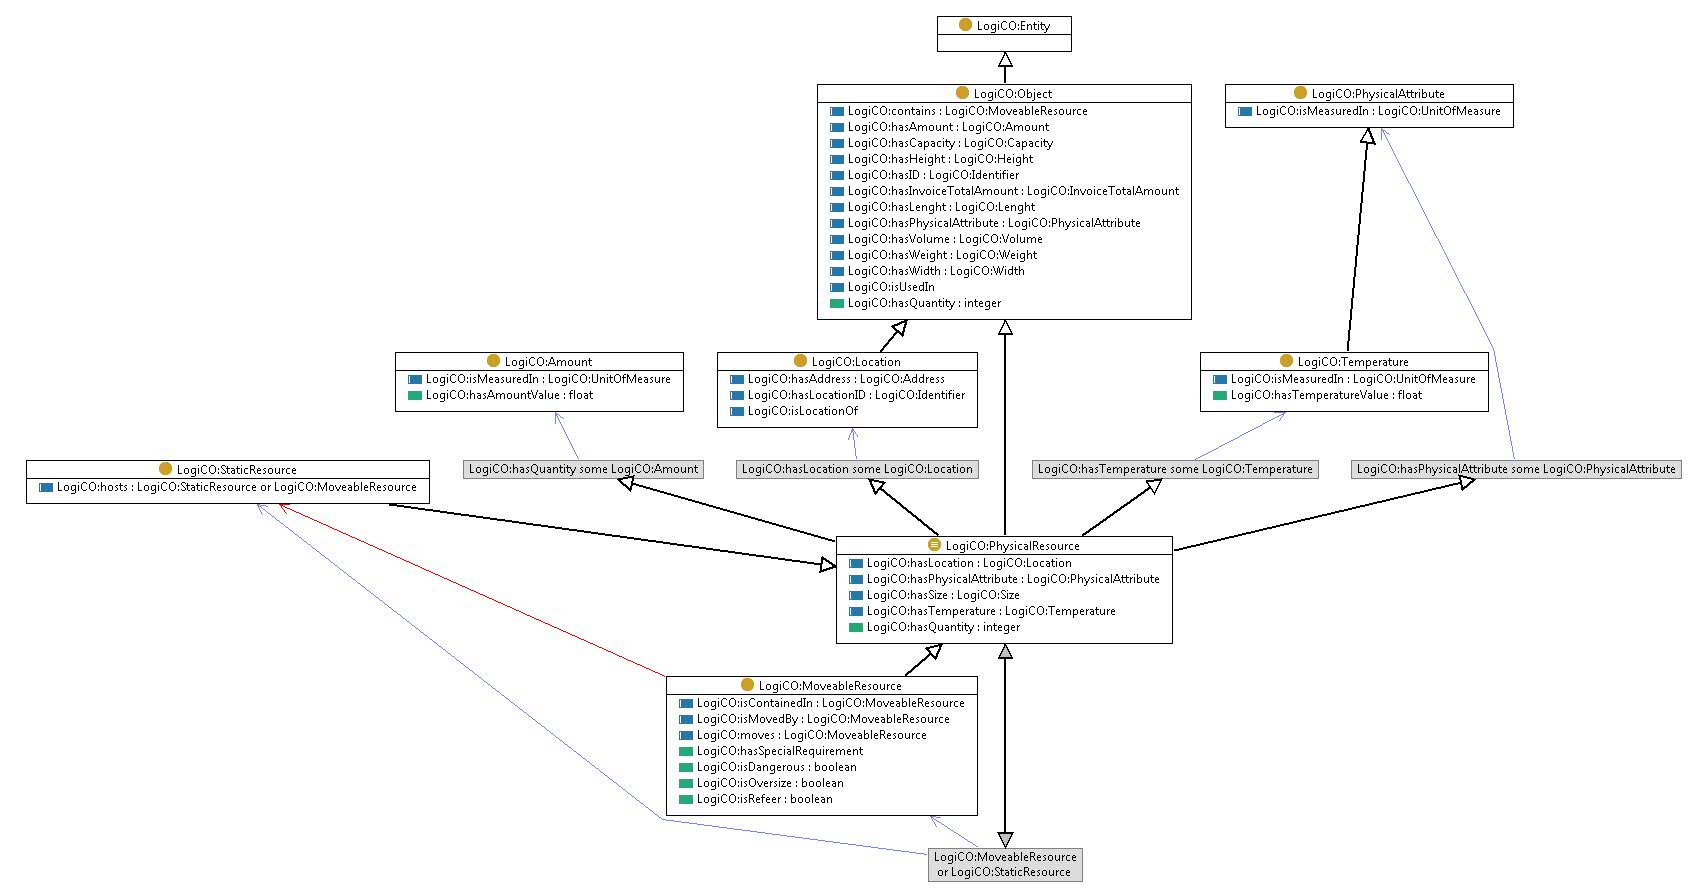 LogiCO:Entity
LogiCO:Object
LogiCO:contains : LogiCO:MoveableResource
LogiCO:hasAmount : LogiCO:Amount
LogiCO:hasCapacity : LogiCO:Capacity
LogiCO:hasHeight : LogiCO:Height
LogiCO:hasID : LogiCO:Identifier
LogiCO:hasInvoiceTotalAmount : LogiCO:InvoiceTotalAmount
LogiCO:hasLenght : LogiCO:Lenght
LogiCO:hasPhysicalAttribute : LogiCO:PhysicalAttribute
LogiCO:hasVolume : LogiCO:Volume
LogiCO:hasWeight : LogiCO:Weight
LogiCO:hasWidth : LogiCO:Width
LogiCO:isUsedIn
LogiCO:hasQuantity : integer
LogiCO:PhysicalAttribute
LogiCO:isMeasuredIn : LogiCO:UnitOfMeasure
LogiCO:Amount
LogiCO:isMeasuredIn : LogiCO:UnitOfMeasure
LogiCO:hasAmountValue : float
LogiCO:Location
LogiCO:hasAddress : LogiCO:Address
LogiCO:hasLocationID : LogiCO:Identifier
LogiCO:isLocationOf
LogiCO:Temperature
LogiCO:isMeasuredIn : LogiCO:UnitOfMeasure
LogiCO:hasTemperatureValue : float
LogiCO:StaticResource
LogiCO:hosts : LogiCO:StaticResource or LogiCO:MoveableResource
LogiCO:hasQuantity some LogiCO:Amount
LogiCO:hasLocation some LogiCO:Location
LogiCO:hasTemperature some LogiCO:Temperature
LogiCO:hasPhysicalAttribute some LogiCO:PhysicalAttribute
LogiCO:PhysicalResource
LogiCO:hasLocation : LogiCO:Location
LogiCO:hasPhysicalAttribute : LogiCO:PhysicalAttribute
LogiCO:hasSize : LogiCO:Size
LogiCO:hasTemperature : LogiCO:Temperature
LogiCO:hasQuantity : integer
LogiCO:MoveableResource
LogiCO:isContainedIn : LogiCO:MoveableResource
LogiCO:isMovedBy : LogiCO:MoveableResource
LogiCO:moves : LogiCO:MoveableResource
LogiCO:hasSpecialRequirement
LogiCO:isDangerous : boolean
LogiCO:isOversize : boolean
LogiCO:isRefeer : boolean
LogiCO:MoveableResource
or LogiCO:StaticResource